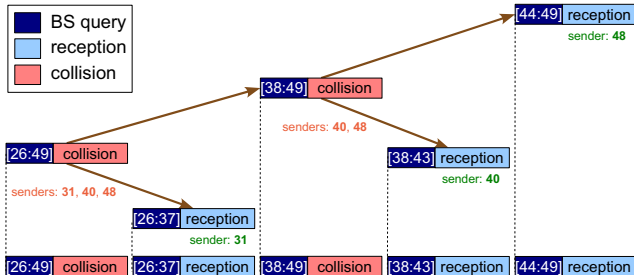 BS query
reception
collision
[44:49] reception
sender: 48
[38:49] collision
senders: 40, 48
[26:49] collision
[38:43] reception
senders: 31, 40, 48
sender: 40
[26:37] reception
sender: 31
[26:49] collision [26:37] reception [38:49] collision [38:43] reception [44:49] reception